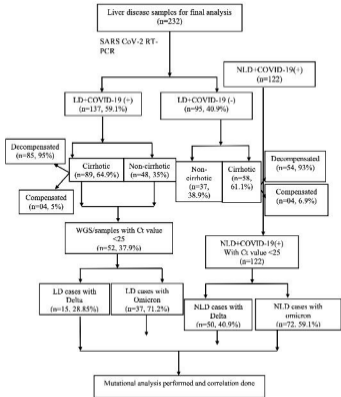 Liver disease samples for final analysis
(n=232)
SARS CoV-2 RT-
PCR
NLD+COVID-19(+)
(n=122)
LD+COVID-19 (+)
(n=137, 59.1%)
LD+COVID-19 (-)
(n=95, 40.9%)
Decompensated
(n=85, 95%)
Cirrhotic
(n=89, 64.9%)
Non-cirrhotic
(n=48, 35%)
Compensated
(n=04, 5%)
Non-
cirrhotic
(n=37,
38.9%)
Cirrhotic
(n=58,
61.1%)
Decompensated
(n=54, 93%)
Compensated
(n=04, 6.9%)
WGS/samples with Ct value
<25
(n=52, 37.9%)
NLD+COVID-19(+)
With Ct value <25
(n=122)
LD cases with
Delta
(n=15, 28.85%)
LD cases with
Omicron
(n=37, 71.2%)
NLD cases with
Delta
(n=50, 40.9%)
NLD cases with
omicron
(n=72, 59.1%)
Mutational analysis performed and correlation done